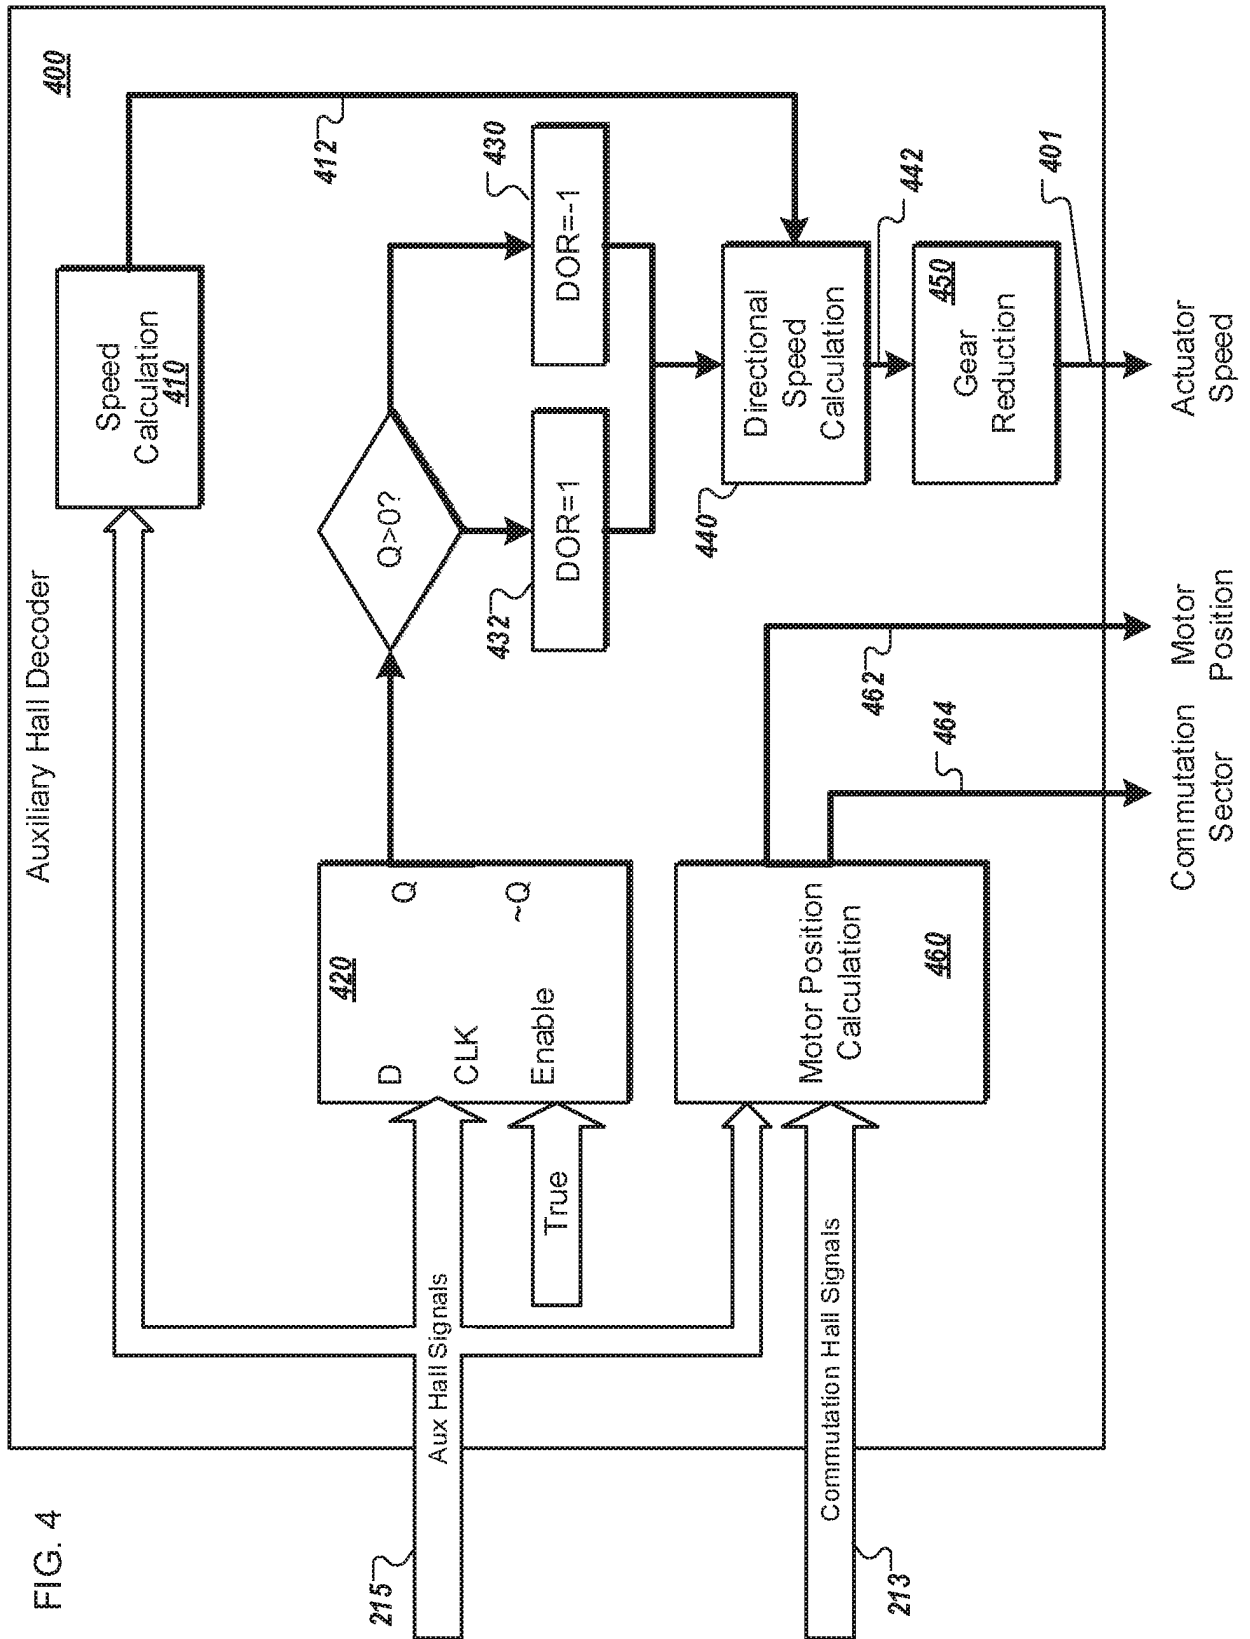 FIG. 4
Auxiliary Hall Decoder
400
215
Aux Hall Signals
True
420
D
Q
CLK
Enable
~Q
Speed
Calculation
410
412
Q>0?
432
DOR=1
DOR=-1
430
440
Directional
Speed
Calculation
442
450
Gear
Reduction
401
Actuator
Speed
213
Commutation Hall Signals
Motor Position
Calculation
460
462
464
Commutation
Sector
Motor
Position